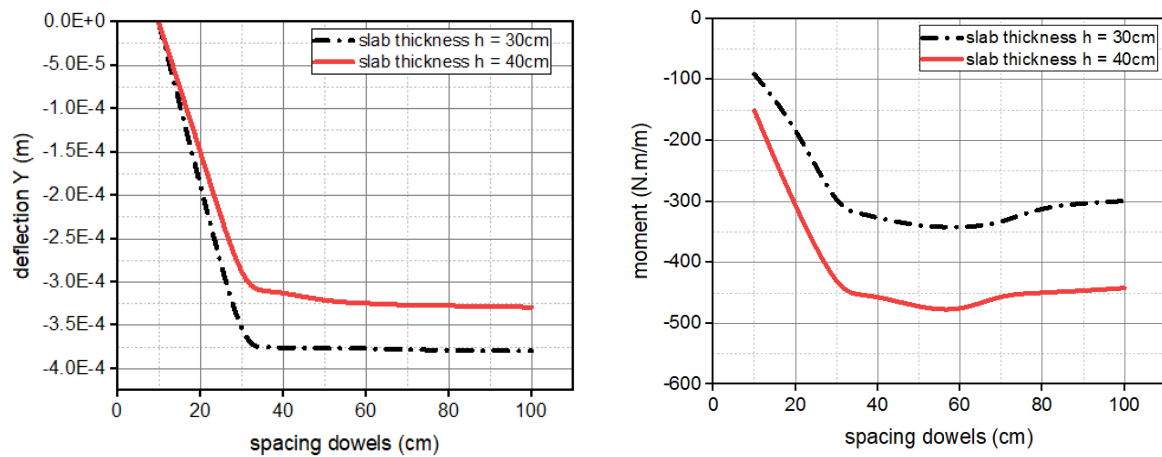 0.0E+0
-5.0E-5
-1.0E-4
-1.5E-4
-2.0E-4
-2.5E-4
-3.0E-4
-3.5E-4
-4.0E-4
deflection Y (m)
slab thickness h = 30cm
slab thickness h = 40cm
0 20 40 60 80 100
spacing dowels (cm)
0
-100
-200
-300
-400
-500
-600
moment (N.m/m)
slab thickness h = 30cm
slab thickness h = 40cm
0 20 40 60 80 100
spacing dowels (cm)